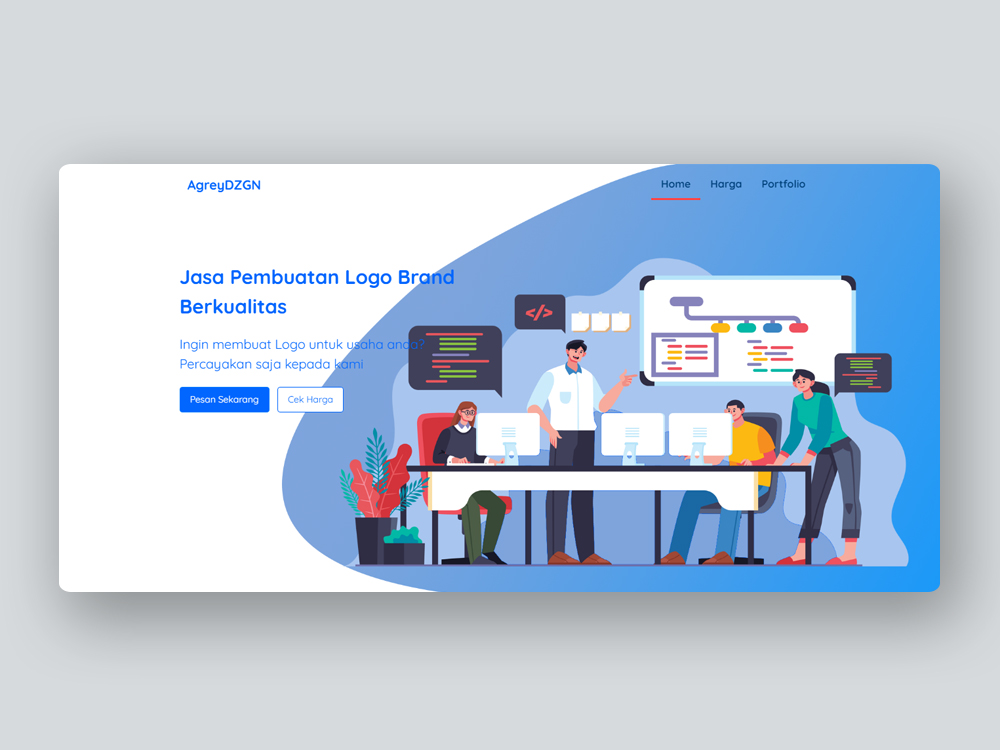 AgreyDZGN
Home Harga Portfolio
Jasa Pembuatan Logo Brand
Berkualitas
</>
Ingin membuat Logo untuk usaha anda?
Percayakan saja kepada kami
Pesan Sekarang Cek Harga